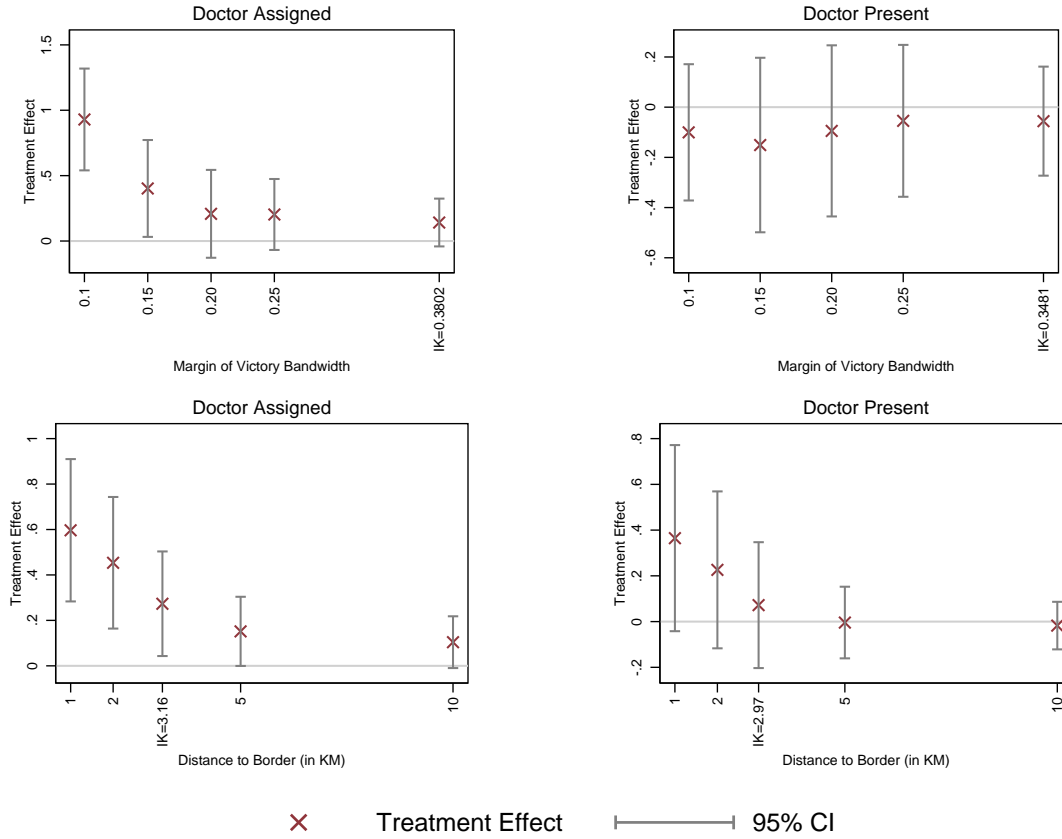 Doctor Assigned
Treatment Effect
1.5
1
.5
0
0.1
0.15
0.20
0.25
IK=0.3802
Margin of Victory Bandwidth
Doctor Present
Treatment Effect
.2
0
-.2
-.4
-.6
0.1
0.15
0.20
0.25
IK=0.3481
Margin of Victory Bandwidth
Doctor Assigned
Treatment Effect
1
.8
.6
.4
.2
0
1
2
IK=3.16
5
10
Distance to Border (in KM)
Doctor Present
Treatment Effect
.8
.6
.4
.2
0
-.2
1
2
IK=2.97
5
10
Distance to Border (in KM)
Treatment Effect 95% CI